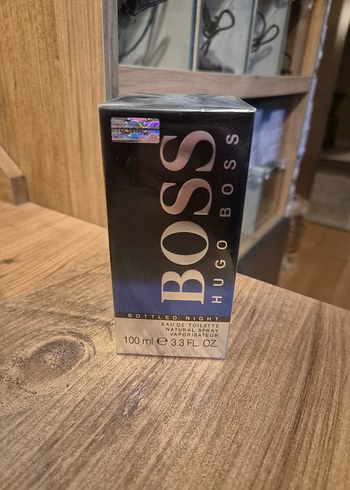 BOSS
HUGO BOSS
BOTTLED.NIGHT.
EAU DE TOILETTE
NATURAL SPRAY
VAPORISATEUR
100 ml ℮ 3.3 FL. OZ.